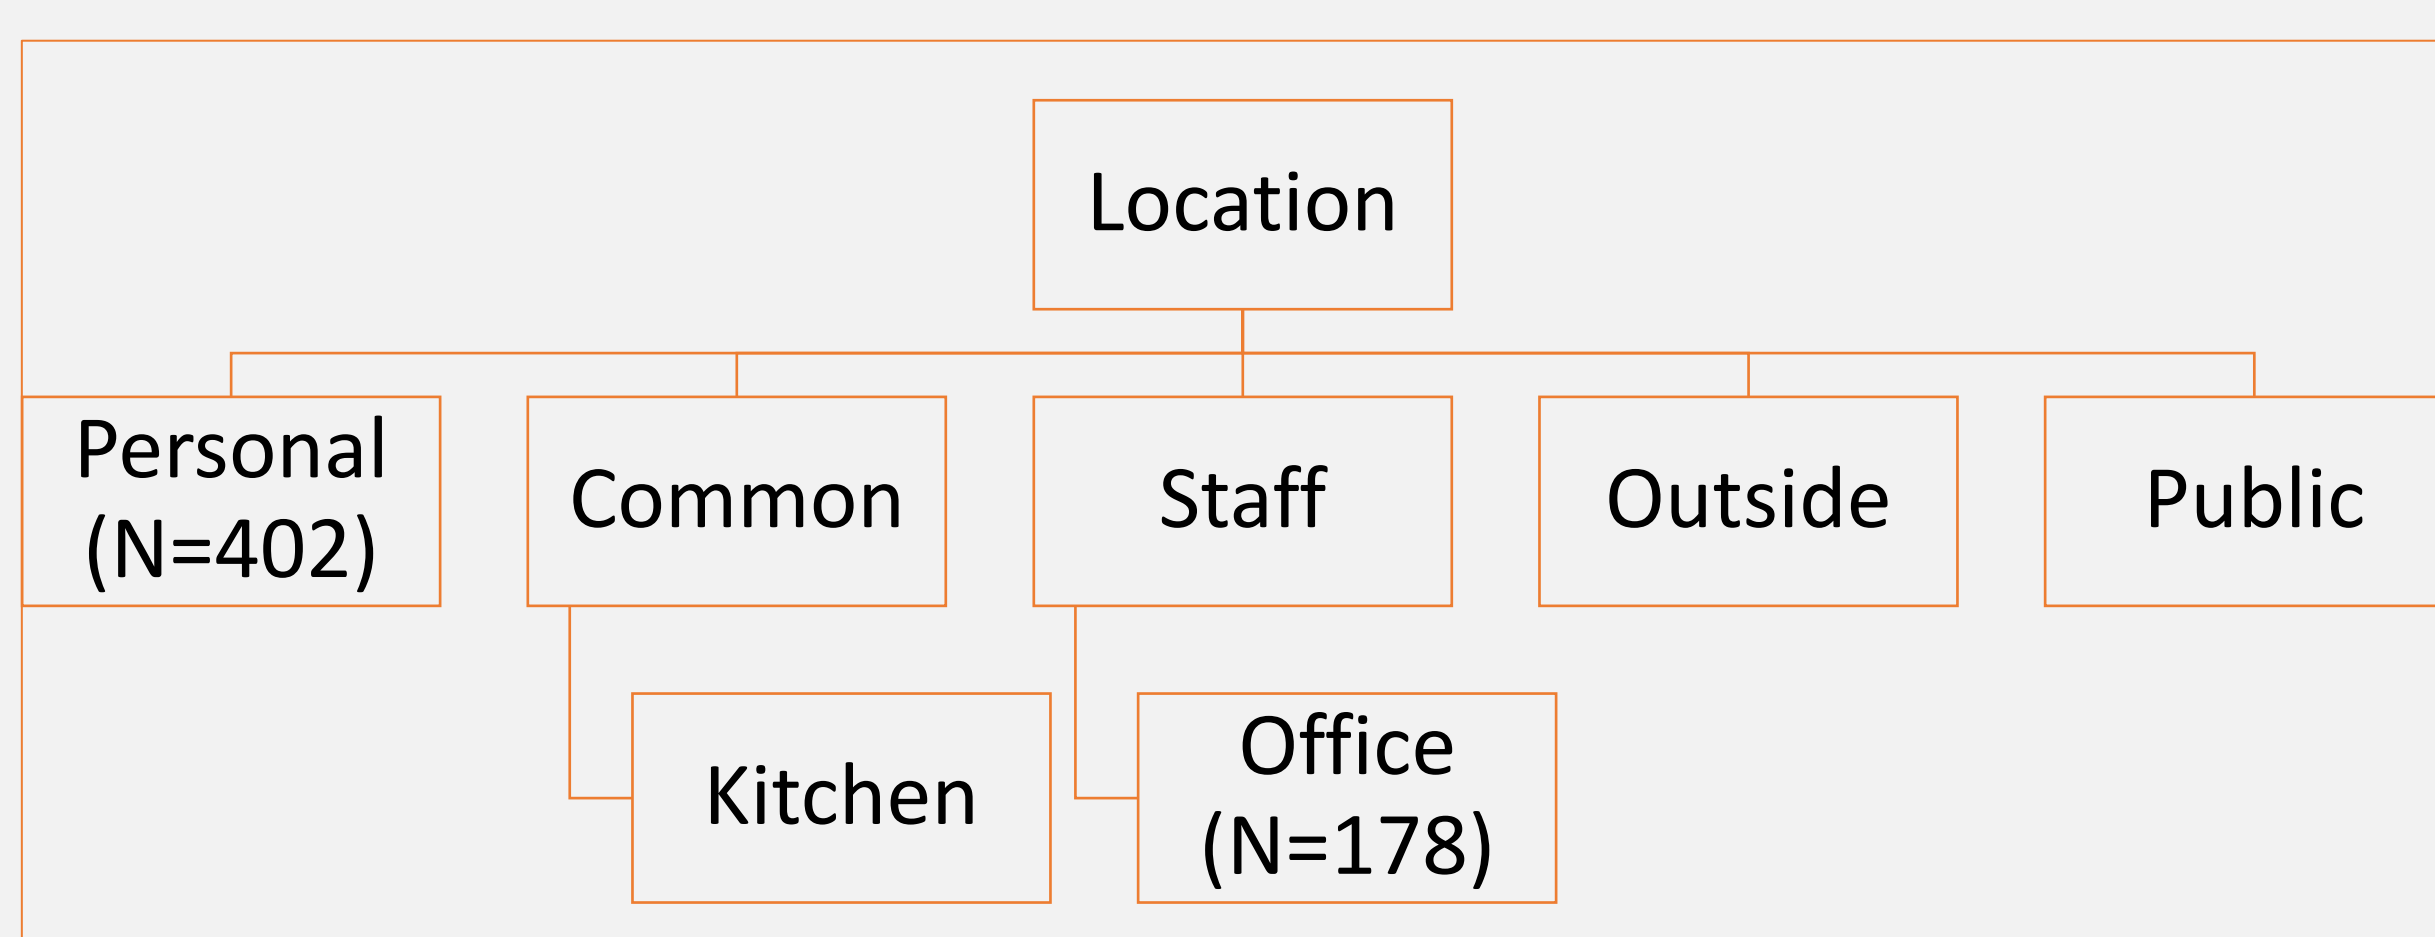 Location
Personal
(N=402)
Common
Staff
Outside
Public
Kitchen
Office
(N=178)